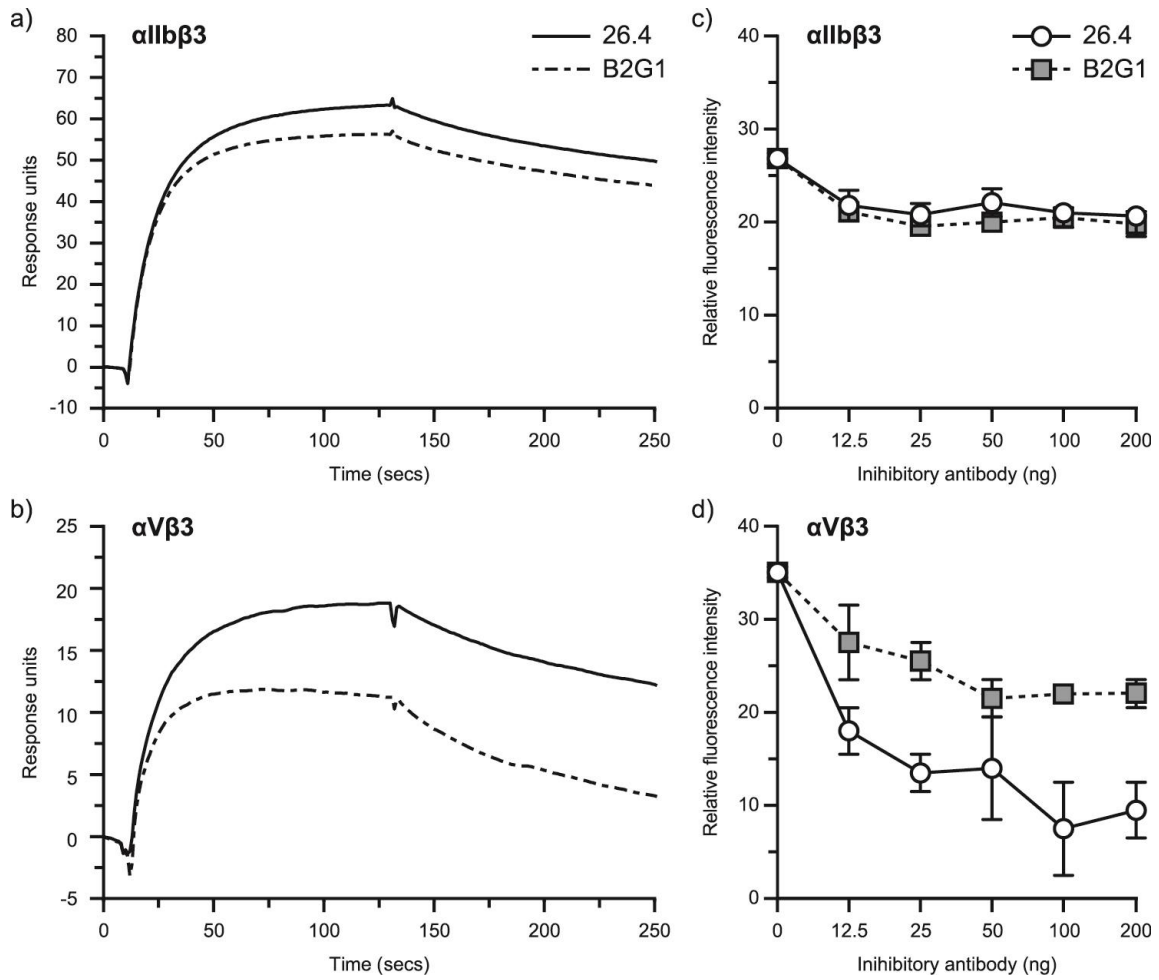 a)
αIIbβ3
26.4
B2G1
80
70
60
50
40
30
20
10
0
-10
Response units
0 50 100 150 200 250
Time (secs)
c)
αIIbβ3
26.4
B2G1
40
30
20
10
0
Relative fluorescence intensity
0 12.5 25 50 100 200
Inihibitory antibody (ng)
b)
αVβ3
25
20
15
10
5
0
-5
Response units
0 50 100 150 200 250
Time (secs)
d)
αVβ3
40
30
20
10
0
Relative fluorescence intensity
0 12.5 25 50 100 200
Inihibitory antibody (ng)